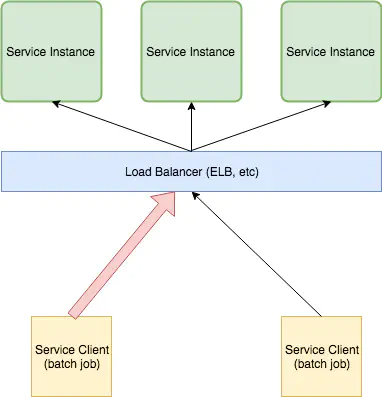 Service Instance
Service Instance
Service Instance
Load Balancer (ELB, etc)
Service Client
(batch job)
Service Client
(batch job)